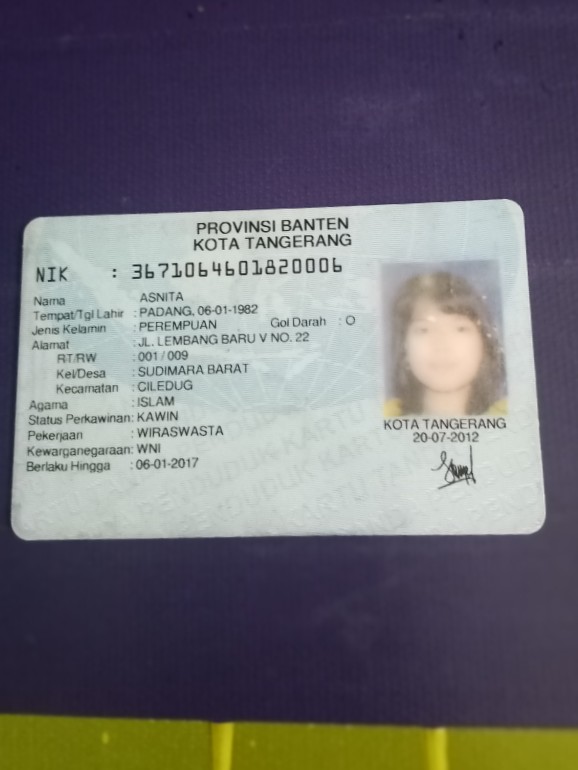 PROVINSI BANTEN
KOTA TANGERANG
NIK : 3671064601820006
Nama ASNITA
Tempat/Tgl Lahir : PADANG, 06-01-1982
Jenis Kelamin : PEREMPUAN Gol Darah : O
Alamat : JL. LEMBANG BARU V NO. 22
RT/RW : 001 / 009
Kel/Desa : SUDIMARA BARAT
Kecamatan : CILEDUG
Agama : ISLAM
Status Perkawinan: KAWIN
Pekerjaan : WIRASWASTA
Kewarganegaraan: WNI
Berlaku Hingga : 06-01-2017
KOTA TANGERANG
20-07-2012